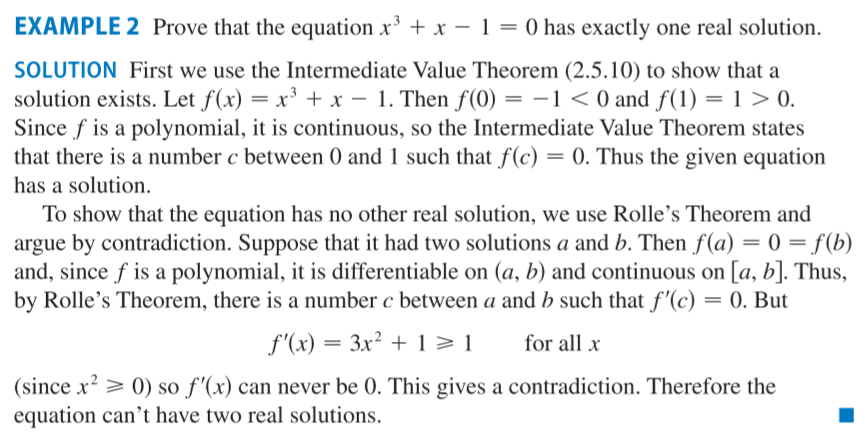 EXAMPLE 2 Prove that the equation x³ + x − 1 = 0 has exactly one real solution.
SOLUTION First we use the Intermediate Value Theorem (2.5.10) to show that a
solution exists. Let f(x) = x³ + x − 1. Then f(0) = −1 < 0 and f(1) = 1 > 0.
Since f is a polynomial, it is continuous, so the Intermediate Value Theorem states
that there is a number c between 0 and 1 such that f(c) = 0. Thus the given equation
has a solution.
To show that the equation has no other real solution, we use Rolle’s Theorem and
argue by contradiction. Suppose that it had two solutions a and b. Then f(a) = 0 = f(b)
and, since f is a polynomial, it is differentiable on (a, b) and continuous on [a, b]. Thus,
by Rolle’s Theorem, there is a number c between a and b such that f′(c) = 0. But
f′(x) = 3x² + 1 ⩾ 1 for all x
(since x² ⩾ 0) so f′(x) can never be 0. This gives a contradiction. Therefore the
equation can’t have two real solutions.